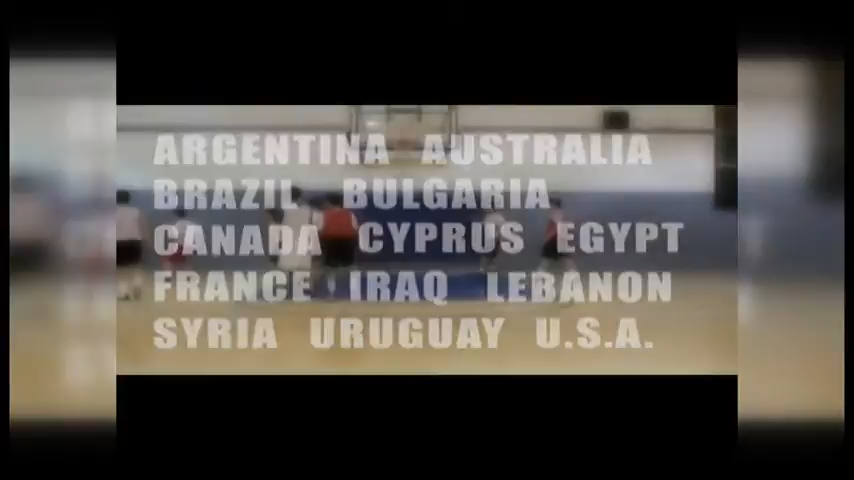 ARGENTINA AUSTRALIA
BRAZIL BULGARIA
CANADA CYPRUS EGYPT
FRANCE IRAQ LEBANON
SYRIA URUGUAY U.S.A.